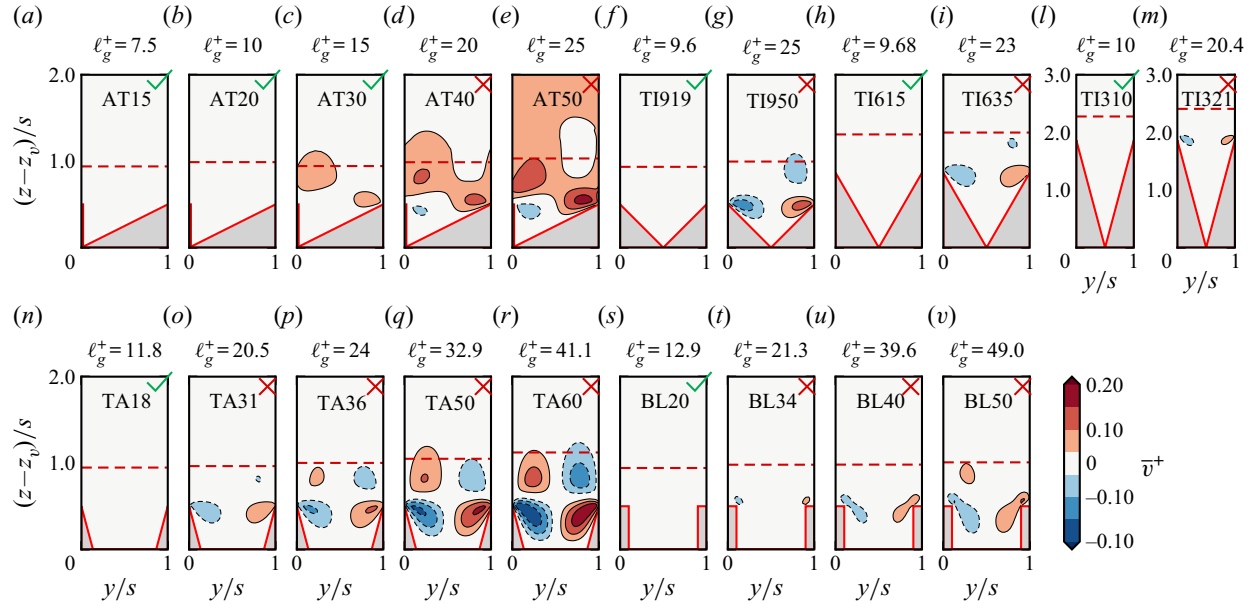 (a) (b) (c) (d) (e) (f) (g) (h) (i) (l) (m)
ℓg+ = 7.5 ℓg+ = 10 ℓg+ = 15 ℓg+ = 20 ℓg+ = 25 ℓg+ = 9.6 ℓg+ = 25 ℓg+ = 9.68 ℓg+ = 23 ℓg+ = 10 ℓg+ = 20.4
2.0 3.0 3.0
AT15 AT20 AT30 AT40 AT50 TI919 TI950 TI615 TI635 TI310 TI321
2.0 2.0
1.0
1.0 1.0
(z – zv)/s
0 1 0 1 0 1 0 1 0 1 0 1 0 1 0 1 0 1 0 1 0 1
y/s y/s
(n) (o) (p) (q) (r) (s) (t) (u) (v)
ℓg+ = 11.8 ℓg+ = 20.5 ℓg+ = 24 ℓg+ = 32.9 ℓg+ = 41.1 ℓg+ = 12.9 ℓg+ = 21.3 ℓg+ = 39.6 ℓg+ = 49.0
2.0
TA18 TA31 TA36 TA50 TA60 BL20 BL34 BL40 BL50
1.0
(z – zv)/s
0 1 0 1 0 1 0 1 0 1 0 1 0 1 0 1 0 1
y/s y/s y/s y/s y/s y/s y/s y/s y/s
0.20
0.10
0
–0.10
–0.10
v̅+